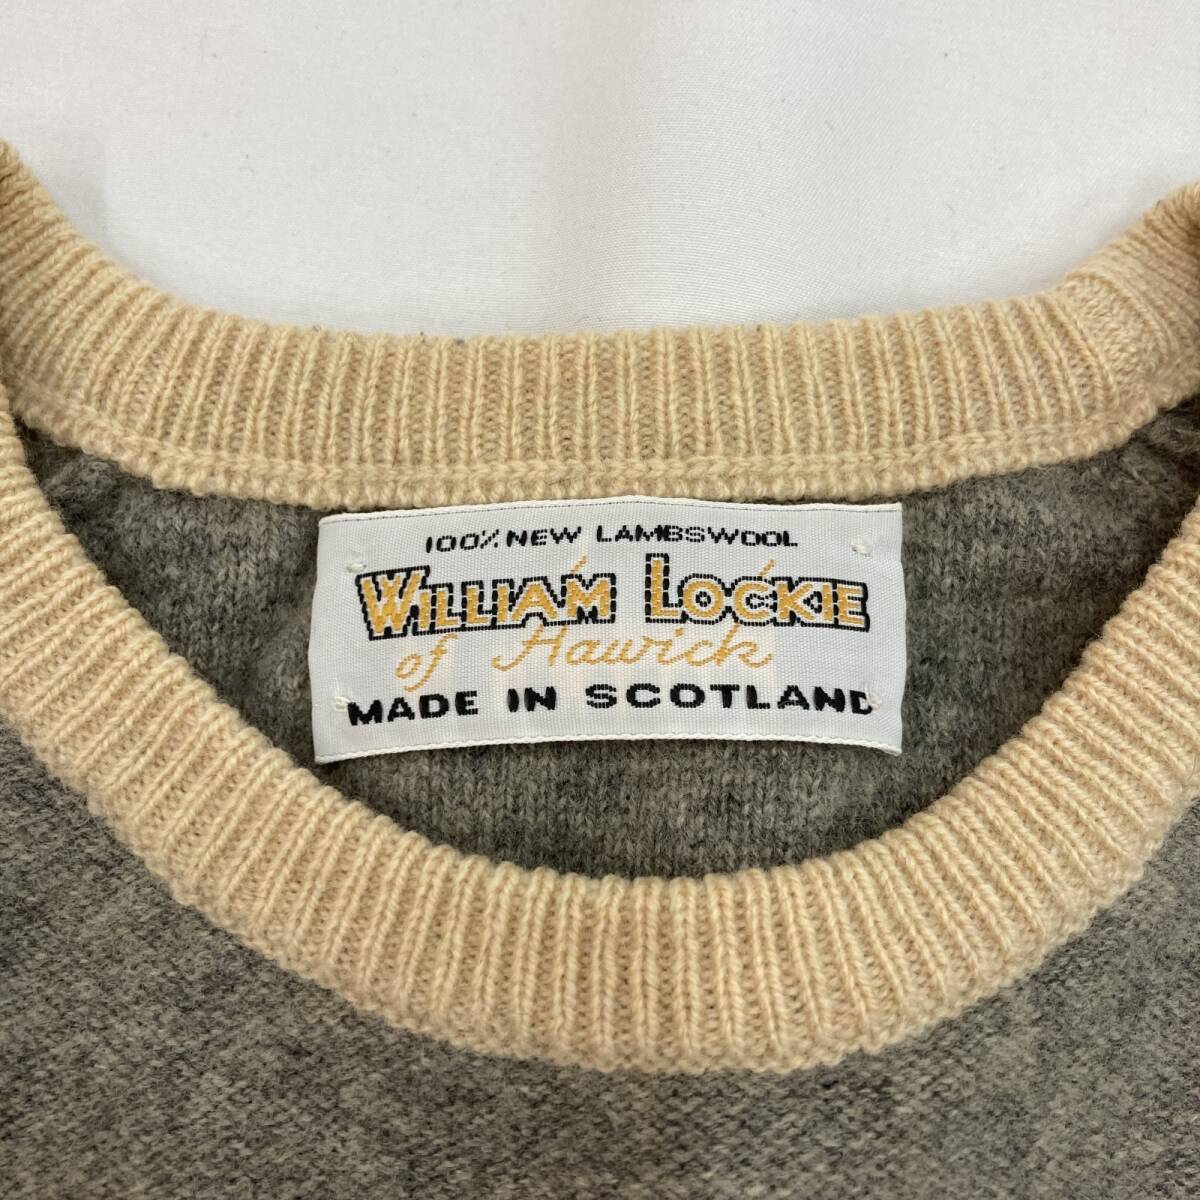 100% NEW LAMBSWOOL
WILLIAM LOCKIE
of Hawick
MADE IN SCOTLAND